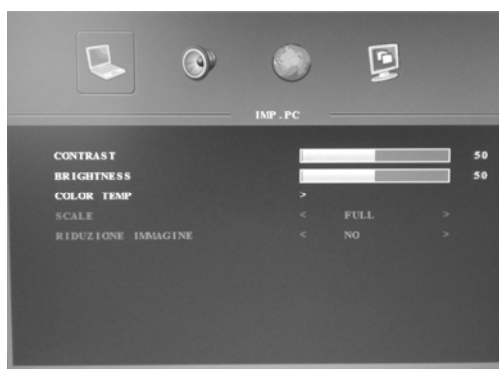 IMP.PC
CONTRAST 50
BRIGHTNESS 50
COLOR TEMP >
SCALE < FULL >
RIDUZIONE IMMAGINE < NO >